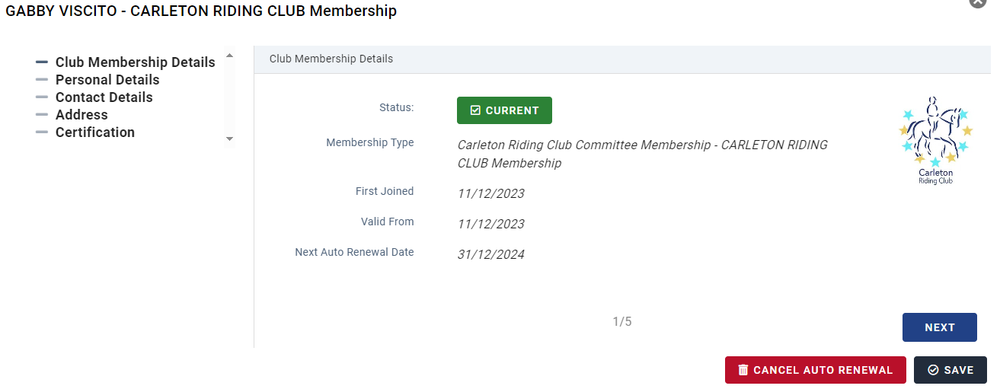 GABBY VISCITO - CARLETON RIDING CLUB Membership
Club Membership Details
Personal Details
Contact Details
Address
Certification
Club Membership Details
Status:
CURRENT
Membership Type
Carleton Riding Club Committee Membership - CARLETON RIDING
CLUB Membership
First Joined
11/12/2023
Valid From
11/12/2023
Next Auto Renewal Date
31/12/2024
Carleton
Riding Club
1/5
NEXT
CANCEL AUTO RENEWAL
SAVE